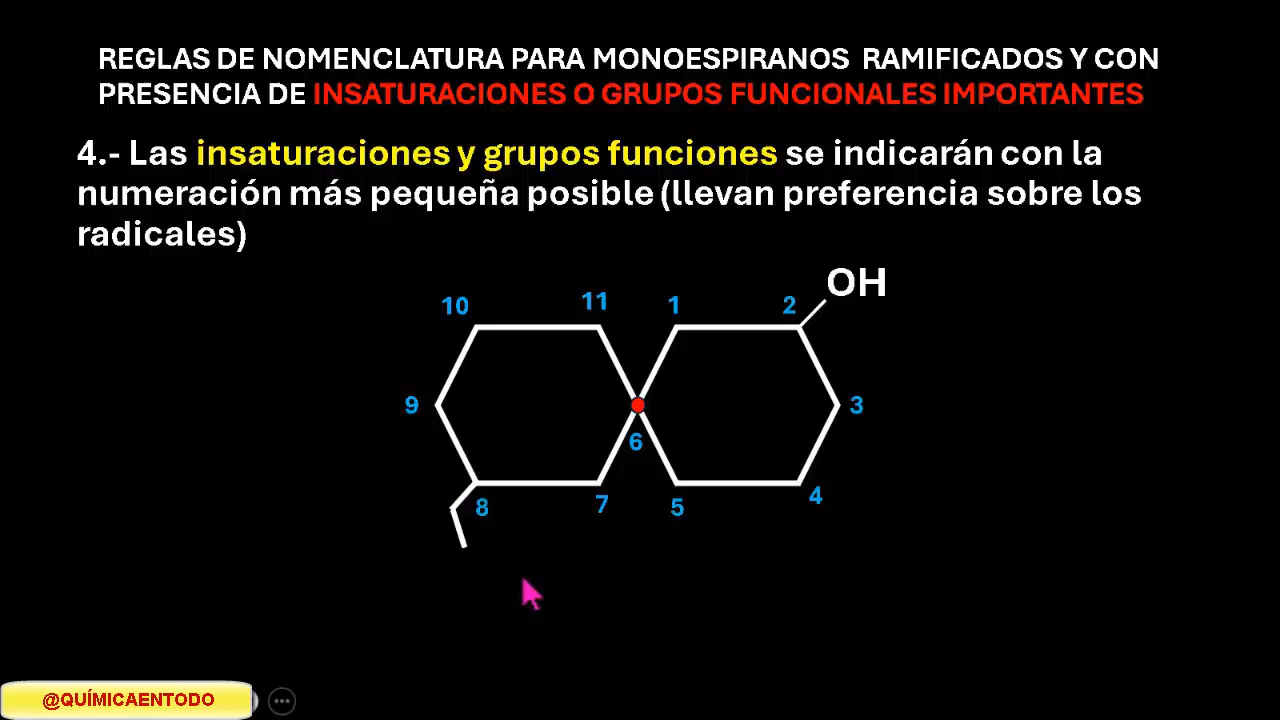 REGLAS DE NOMENCLATURA PARA MONOESPIRANOS RAMIFICADOS Y CON
PRESENCIA DE INSATURACIONES O GRUPOS FUNCIONALES IMPORTANTES
4.- Las insaturaciones y grupos funciones se indicarán con la
numeración más pequeña posible (llevan preferencia sobre los
radicales)
OH
10 11 1 2
9 3
6
8 7 5 4
@QUÍMICAENTODO